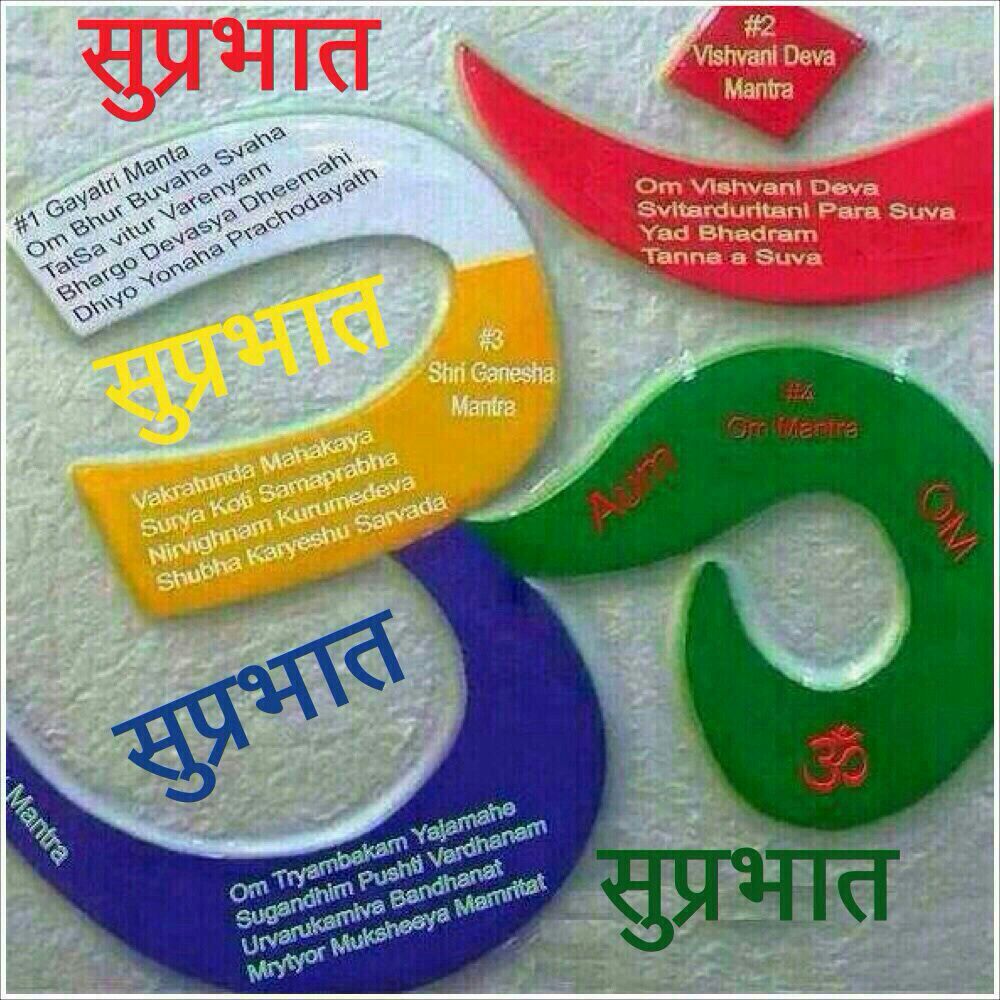 सुप्रभात
#1 Gayatri Manta
Om Bhur Buvaha Svaha
TatSa vitur Varenyam
Bhargo Devasya Dheemahi
Dhiyo Yonaha Prachodayath
#2
Vishvani Deva
Mantra
Om Vishvani Deva
Svitarduritani Para Suva
Yad Bhadram
Tanna a Suva
सुप्रभात
#3
Shri Ganesha
Mantra
Vakratunda Mahakaya
Surya Koti Samaprabha
Nirvighnam Kurumedeva
Shubha Karyeshu Sarvada
#4
Om Mantra
Aum
OM
ॐ
सुप्रभात
Mantra
Om Tryambakam Yajamahe
Sugandhim Pushti Vardhanam
Urvarukamiva Bandhanat
Mrytyor Muksheeya Mamritat
सुप्रभात